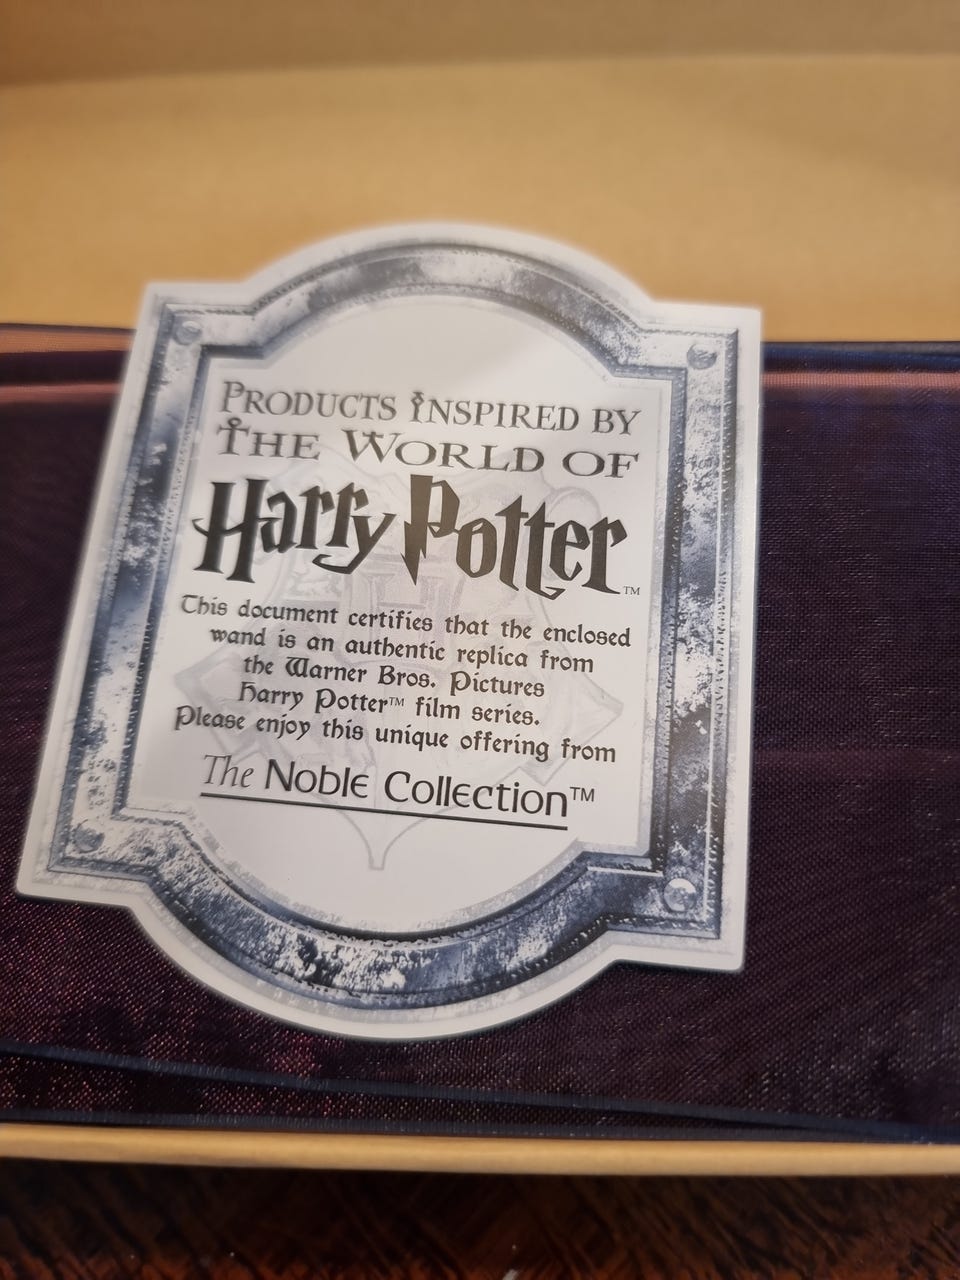 Products Inspired by
The World of
Harry Potter™
This document certifies that the enclosed
wand is an authentic replica from
the Warner Bros. Pictures
Harry Potter™ film series.
Please enjoy this unique offering from
The Noble Collection™